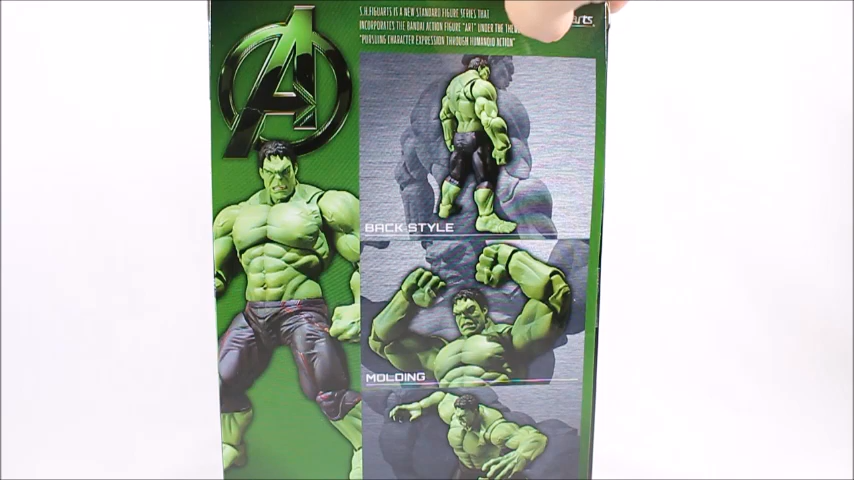 S.H.FIGUARTS IS A NEW STANDARD FIGURE SERIES THAT
INCORPORATES THE BANDAI ACTION FIGURE "ART" UNDER THE
"PURSUING CHARACTER EXPRESSION THROUGH HUMANOID ACTION"
BACK STYLE
MOLDING